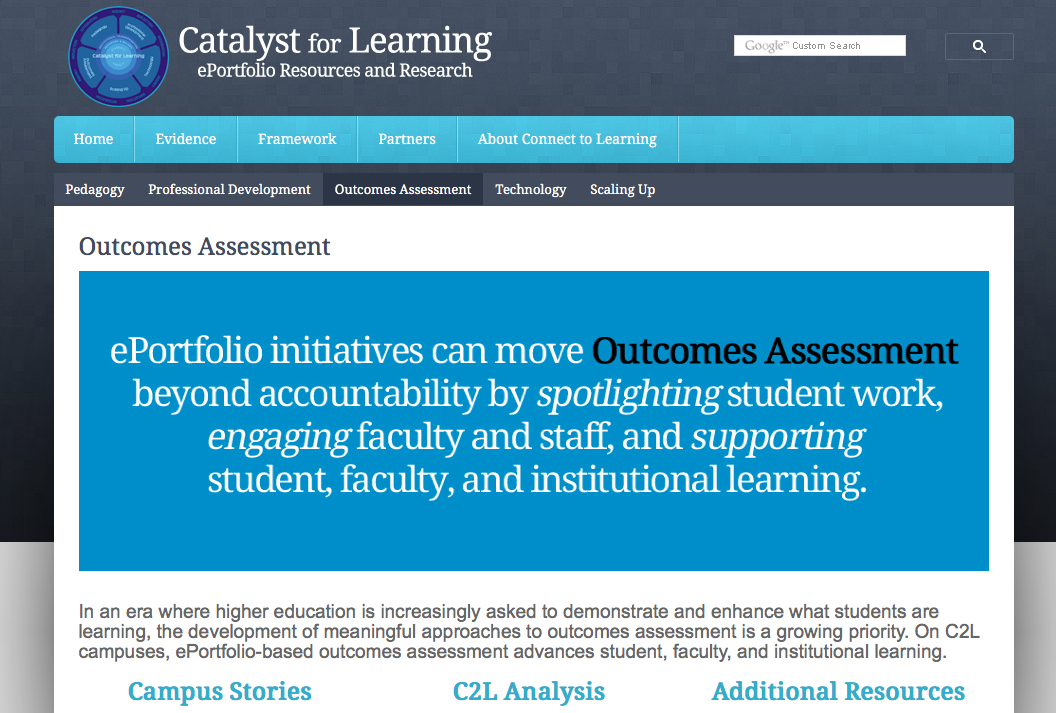 Catalyst for Learning
Catalyst for Learning
ePortfolio Resources and Research
Google™ Custom Search
Home Evidence Framework Partners About Connect to Learning
Pedagogy Professional Development Outcomes Assessment Technology Scaling Up
Outcomes Assessment
ePortfolio initiatives can move Outcomes Assessment
beyond accountability by spotlighting student work,
engaging faculty and staff, and supporting
student, faculty, and institutional learning.
In an era where higher education is increasingly asked to demonstrate and enhance what students are
learning, the development of meaningful approaches to outcomes assessment is a growing priority. On C2L
campuses, ePortfolio-based outcomes assessment advances student, faculty, and institutional learning.
Campus Stories C2L Analysis Additional Resources